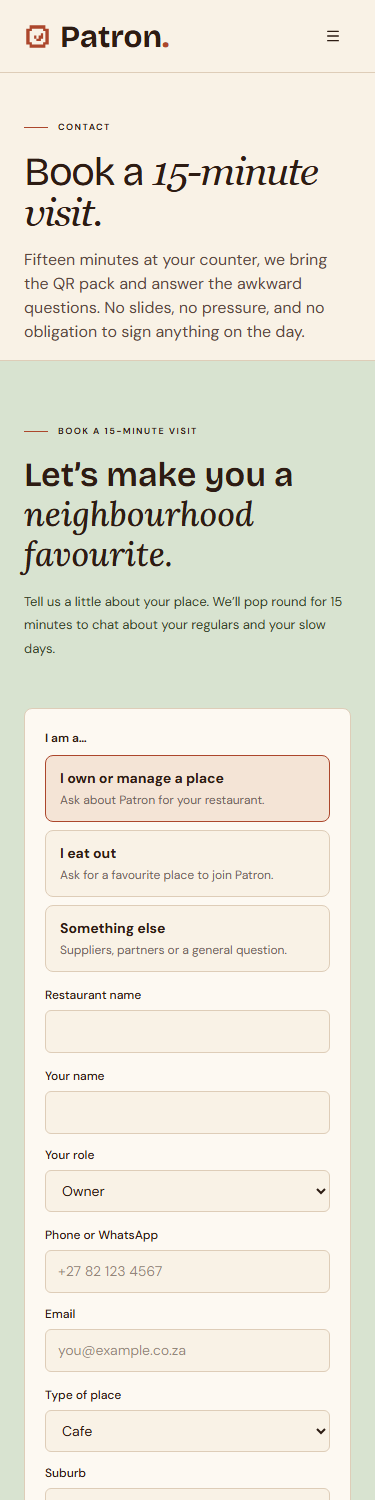 Patron.
CONTACT
Book a 15-minute
visit.
Fifteen minutes at your counter, we bring
the QR pack and answer the awkward
questions. No slides, no pressure, and no
obligation to sign anything on the day.
BOOK A 15-MINUTE VISIT
Let’s make you a
neighbourhood
favourite.
Tell us a little about your place. We’ll pop round for 15
minutes to chat about your regulars and your slow
days.
I am a…
I own or manage a place
Ask about Patron for your restaurant.
I eat out
Ask for a favourite place to join Patron.
Something else
Suppliers, partners or a general question.
Restaurant name
Your name
Your role
Owner
Phone or WhatsApp
+27 82 123 4567
Email
you@example.co.za
Type of place
Cafe
Suburb